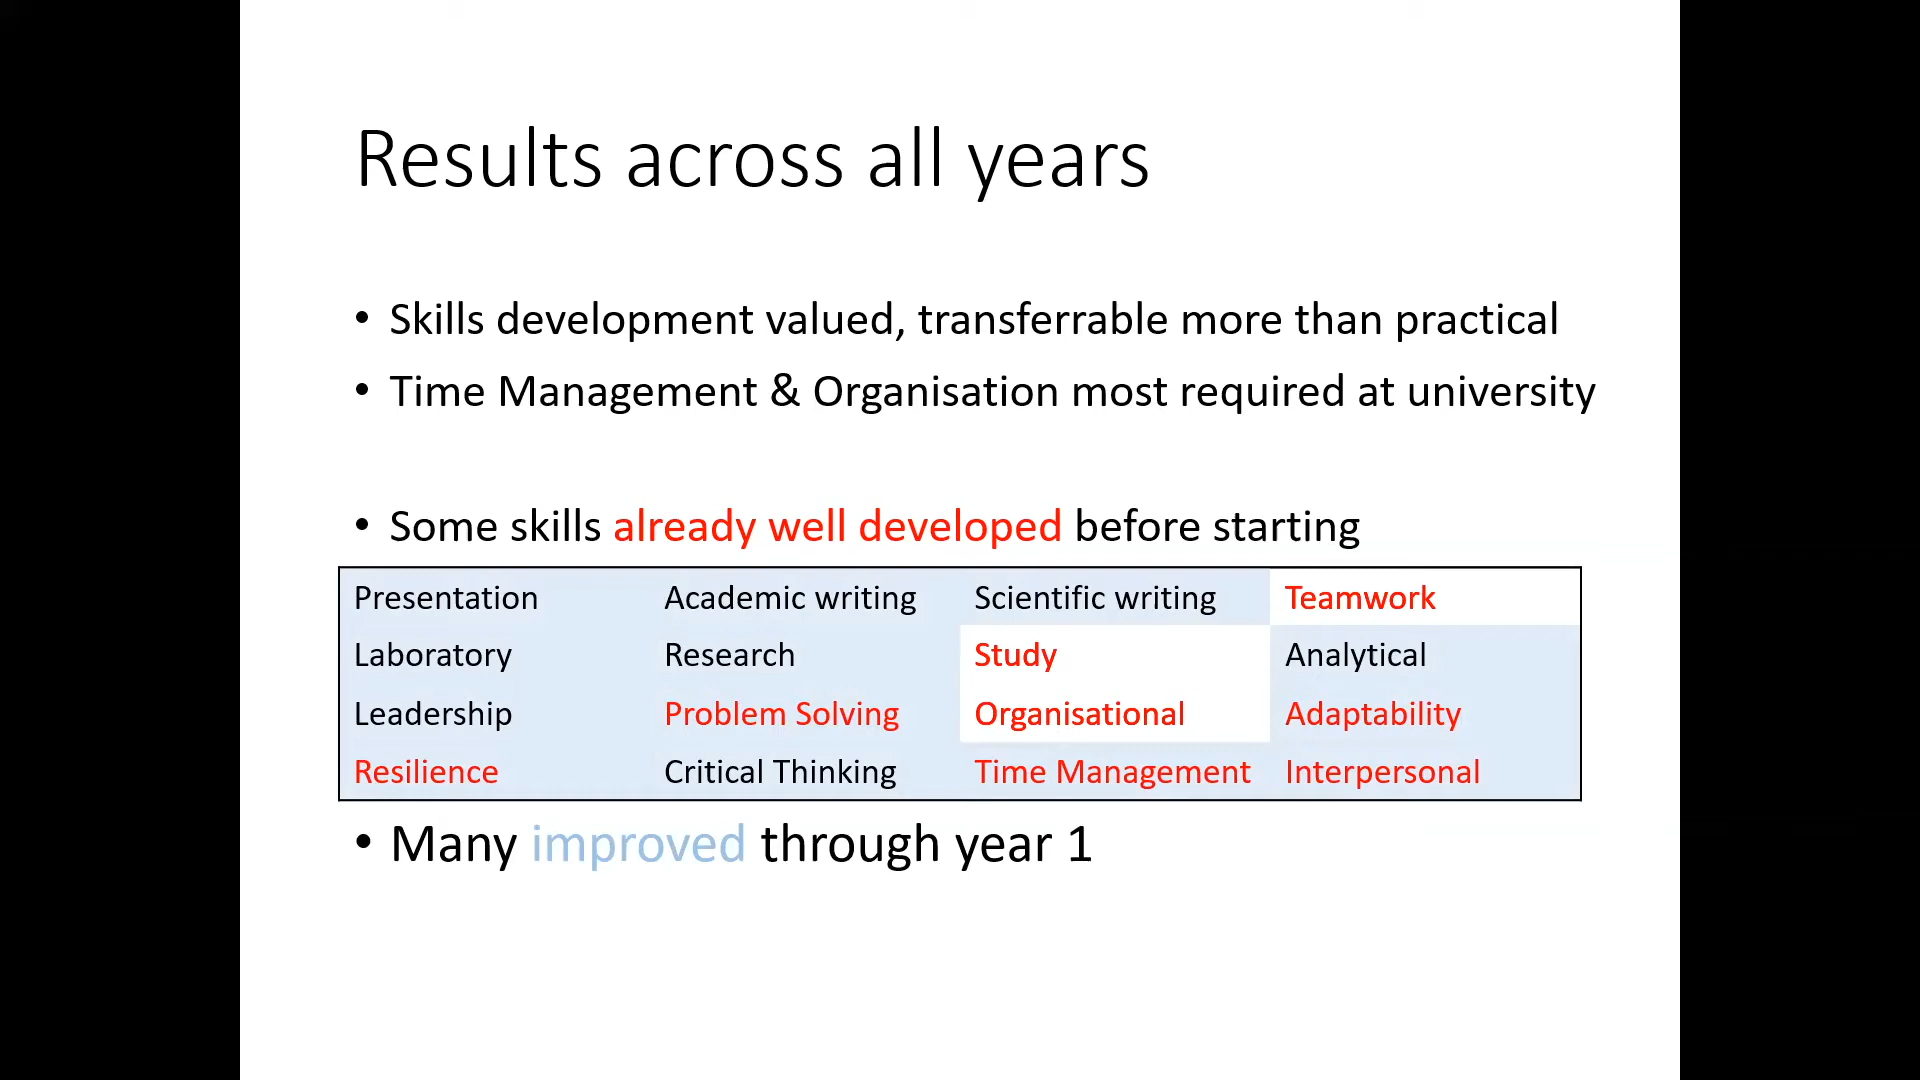 Results across all years
• Skills development valued, transferrable more than practical
• Time Management & Organisation most required at university
• Some skills already well developed before starting
Presentation Academic writing Scientific writing Teamwork
Laboratory Research Study Analytical
Leadership Problem Solving Organisational Adaptability
Resilience Critical Thinking Time Management Interpersonal
• Many improved through year 1